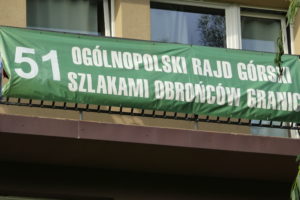 51 OGÓLNOPOLSKI RAJD GÓRSKI
SZLAKAMI OBROŃCÓW GRANIC